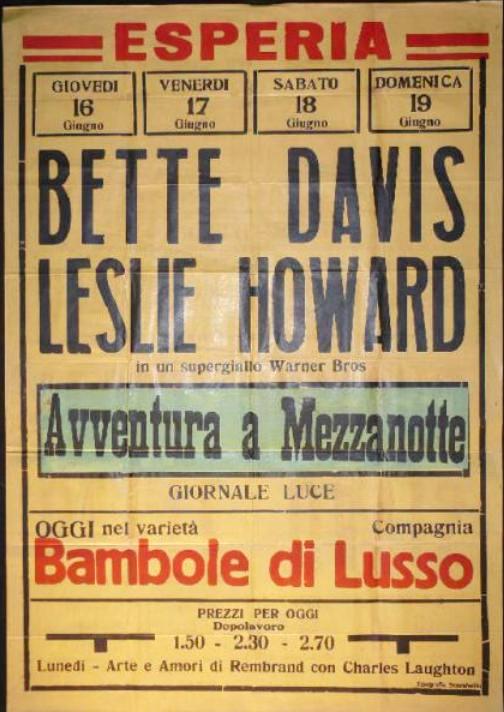 ESPERIA
GIOVEDI VENERDI SABATO DOMENICA
16 17 18 19
Giugno Giugno Giugno Giugno
BETTE DAVIS
LESLIE HOWARD
in un supergiallo Warner Bros
Avventura a Mezzanotte
GIORNALE LUCE
OGGI nel varietà Compagnia
Bambole di Lusso
PREZZI PER OGGI
Dopolavoro
1.50 - 2.30 - 2.70
Lunedi - Arte e Amori di Rembrand con Charles Laughton
Tipografia